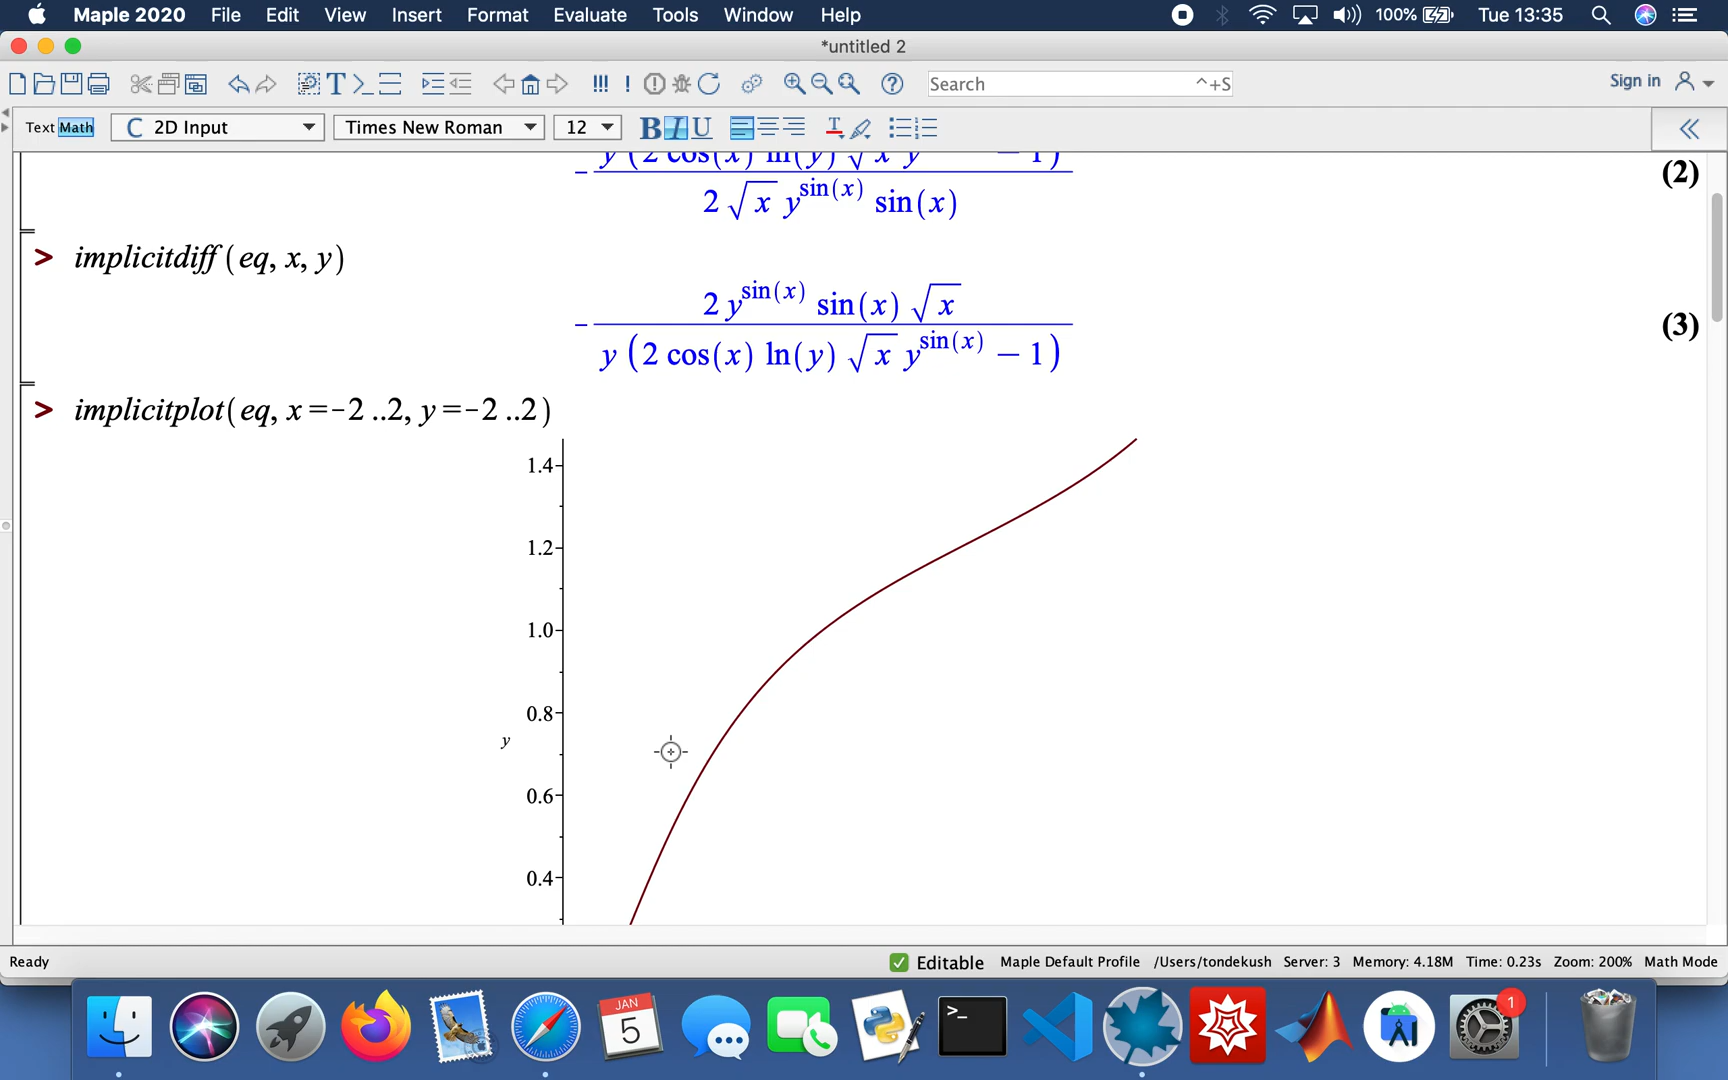 Maple 2020 File Edit View Insert Format Evaluate Tools Window Help 100% Tue 13:35
*untitled 2
Search ^+S Sign in
Text Math C 2D Input Times New Roman 12 B I U
- y (2 cos(x) ln(y) √x y - 1) (2)
2 √x y^sin(x) sin(x)
> implicitdiff(eq, x, y)
- 2 y^sin(x) sin(x) √x
(3)
y (2 cos(x) ln(y) √x y^sin(x) - 1)
> implicitplot(eq, x=-2 ..2, y=-2 ..2)
1.4
1.2
1.0
0.8
y
0.6
0.4
Ready Editable Maple Default Profile /Users/tondekush Server: 3 Memory: 4.18M Time: 0.23s Zoom: 200% Math Mode
JAN
5
>_
1